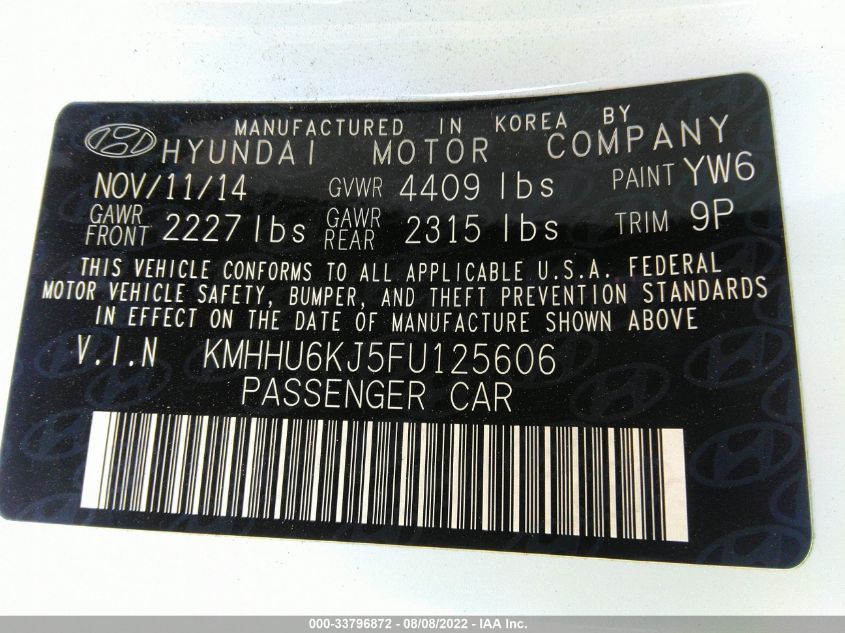 MANUFACTURED IN KOREA BY
HYUNDAI MOTOR COMPANY
NOV/11/14 GVWR 4409 lbs PAINT YW6
GAWR FRONT 2227 lbs GAWR REAR 2315 lbs TRIM 9P
THIS VEHICLE CONFORMS TO ALL APPLICABLE U.S.A. FEDERAL
MOTOR VEHICLE SAFETY, BUMPER, AND THEFT PREVENTION STANDARDS
IN EFFECT ON THE DATE OF MANUFACTURE SHOWN ABOVE
V.I.N KMHHU6KJ5FU125606
PASSENGER CAR
000-33796872 - 08/08/2022 - IAA Inc.